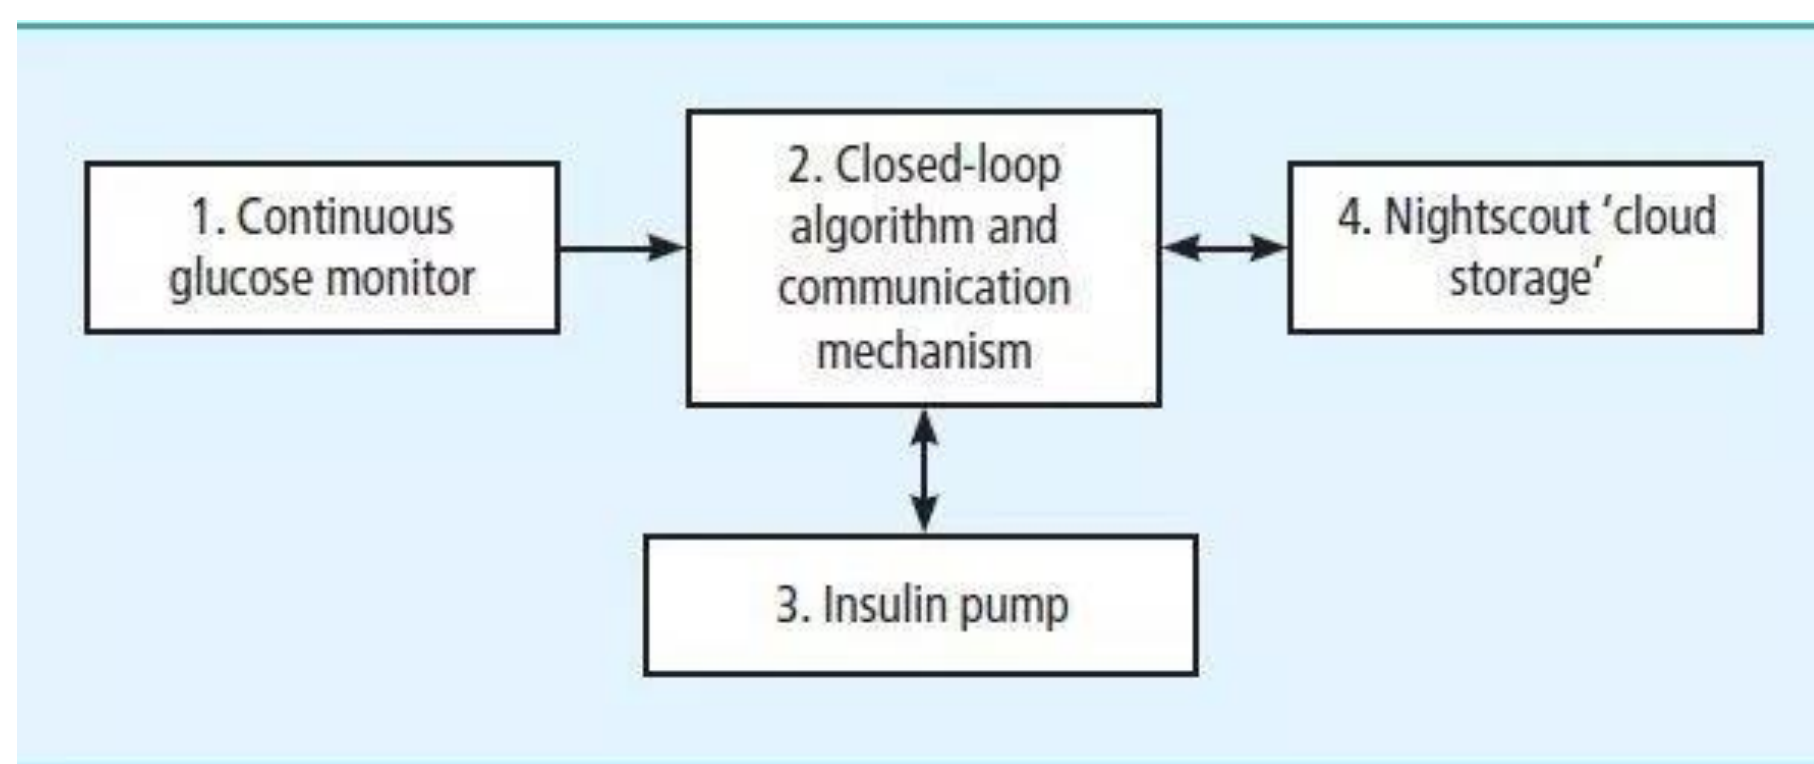 1. Continuous
glucose monitor
2. Closed-loop
algorithm and
communication
mechanism
3. Insulin pump
4. Nightscout ‘cloud
storage’